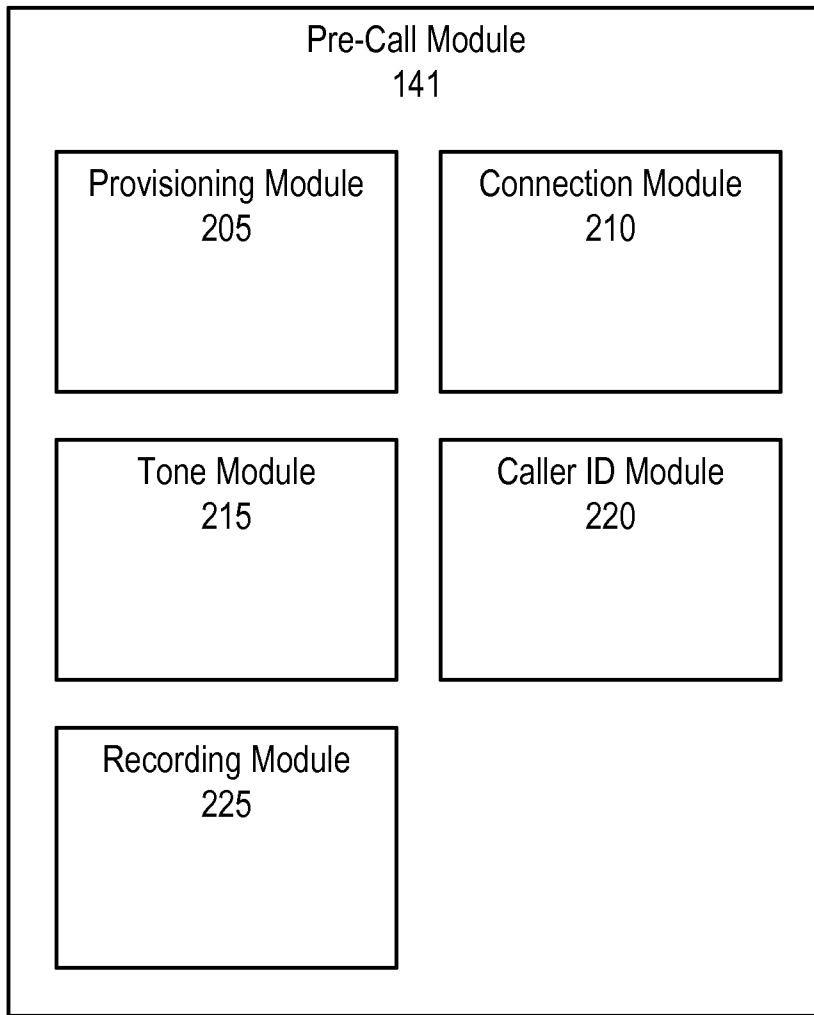 Pre-Call Module
141
Provisioning Module
205
Connection Module
210
Tone Module
215
Caller ID Module
220
Recording Module
225